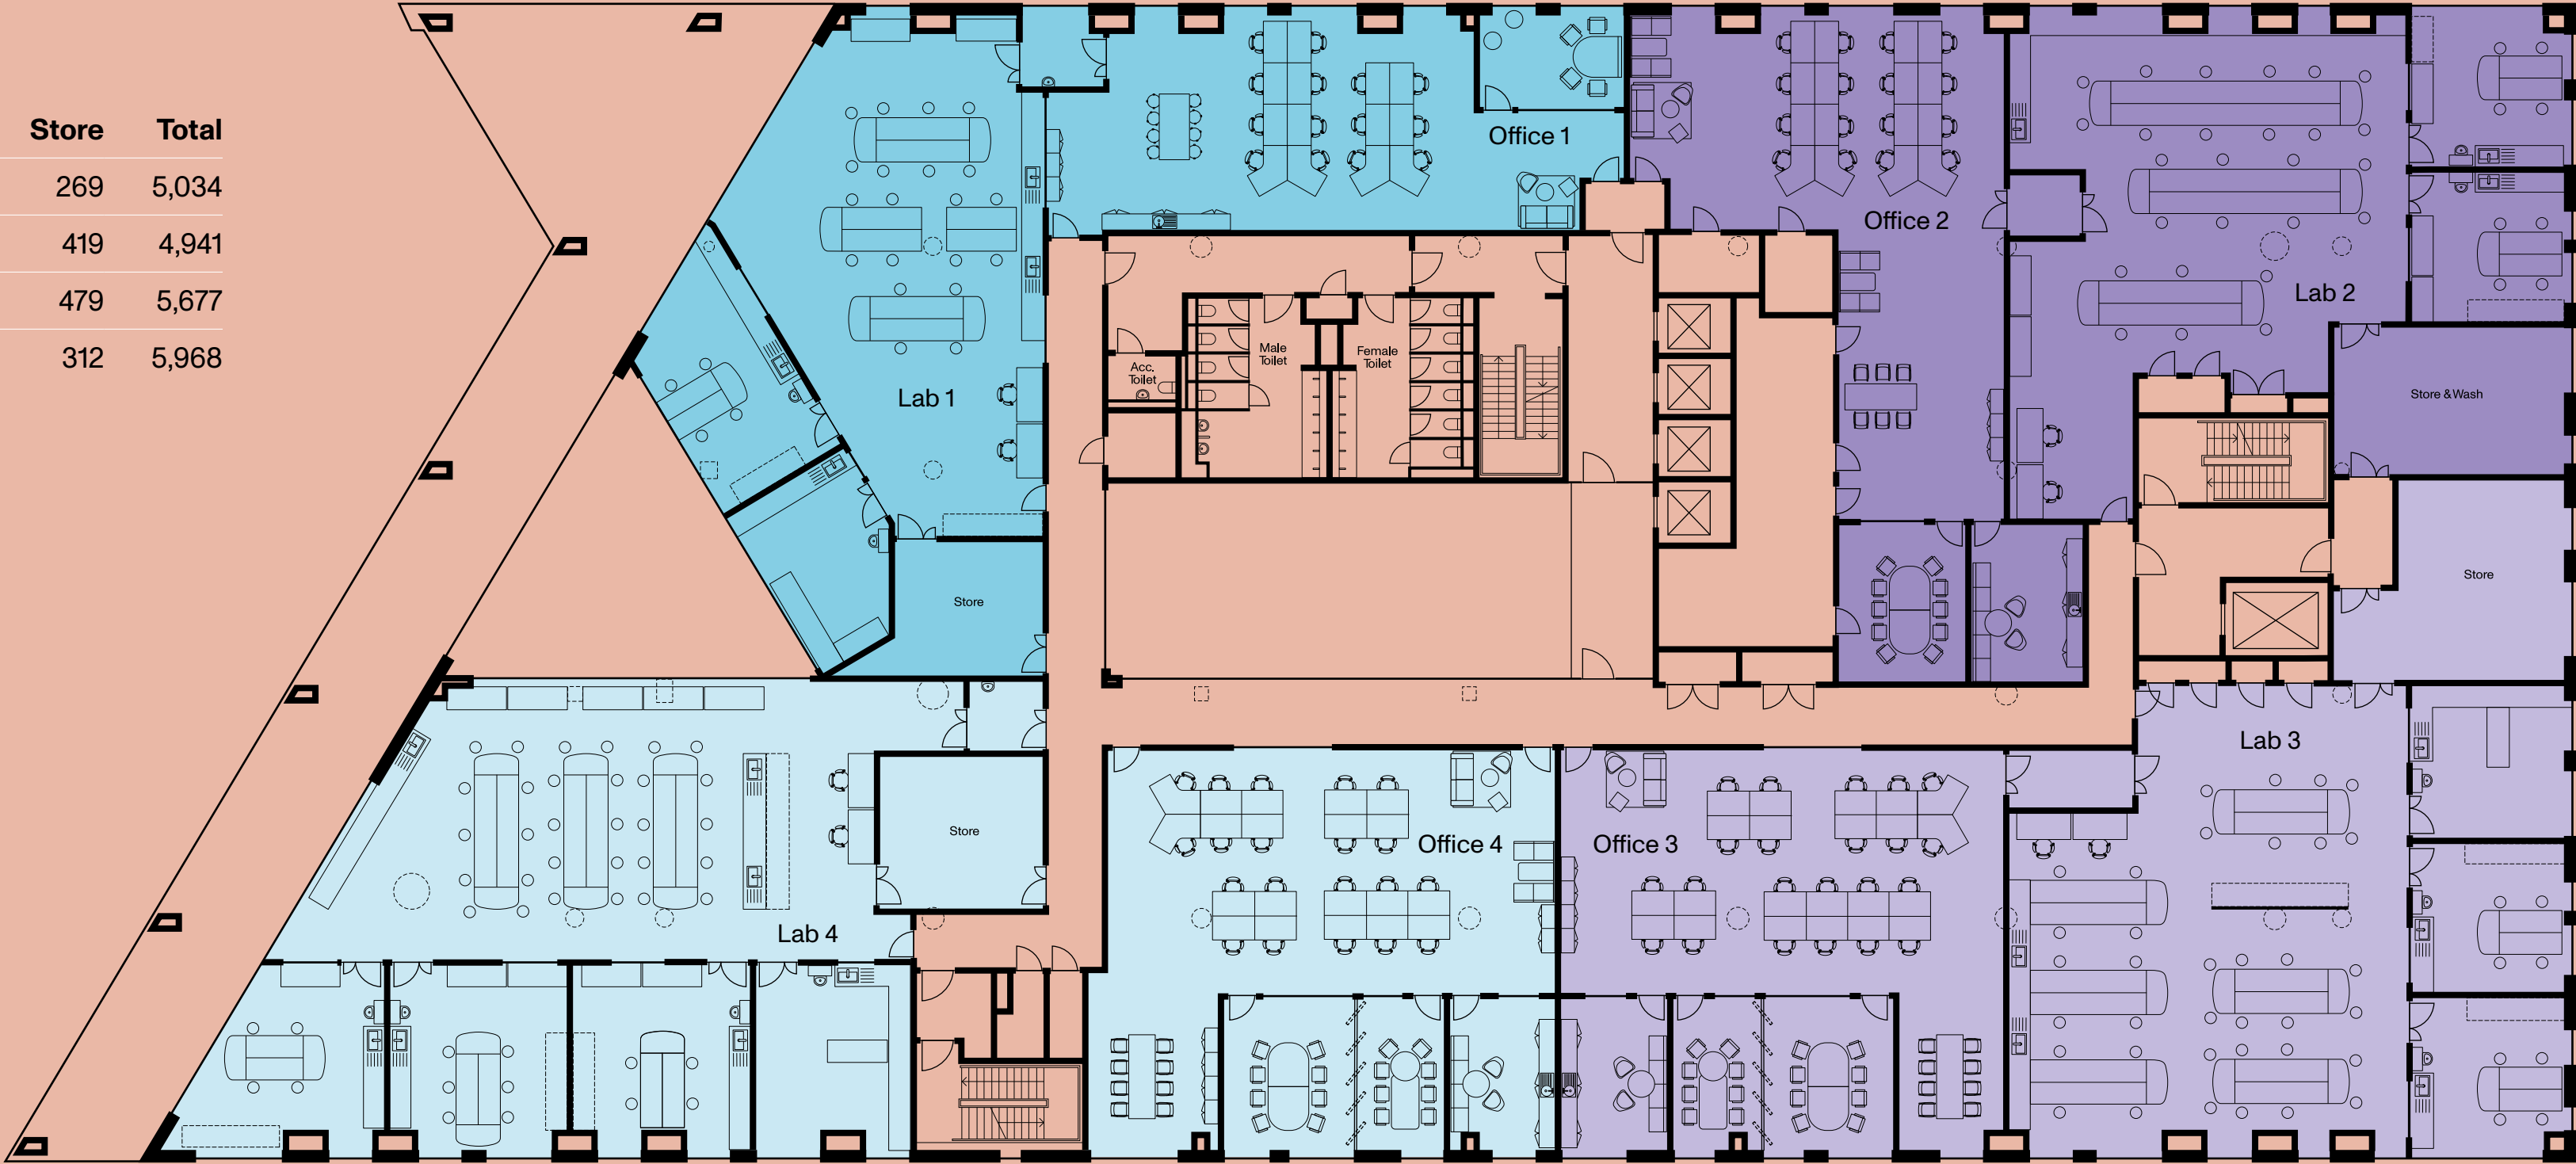 Store Total
269 5,034
419 4,941
479 5,677
312 5,968
Office 1
Office 2
Lab 2
Male
Toilet
Female
Toilet
Acc.
Toilet
Lab 1
Store & Wash
Store
Store
Lab 3
Store
Office 4
Office 3
Lab 4